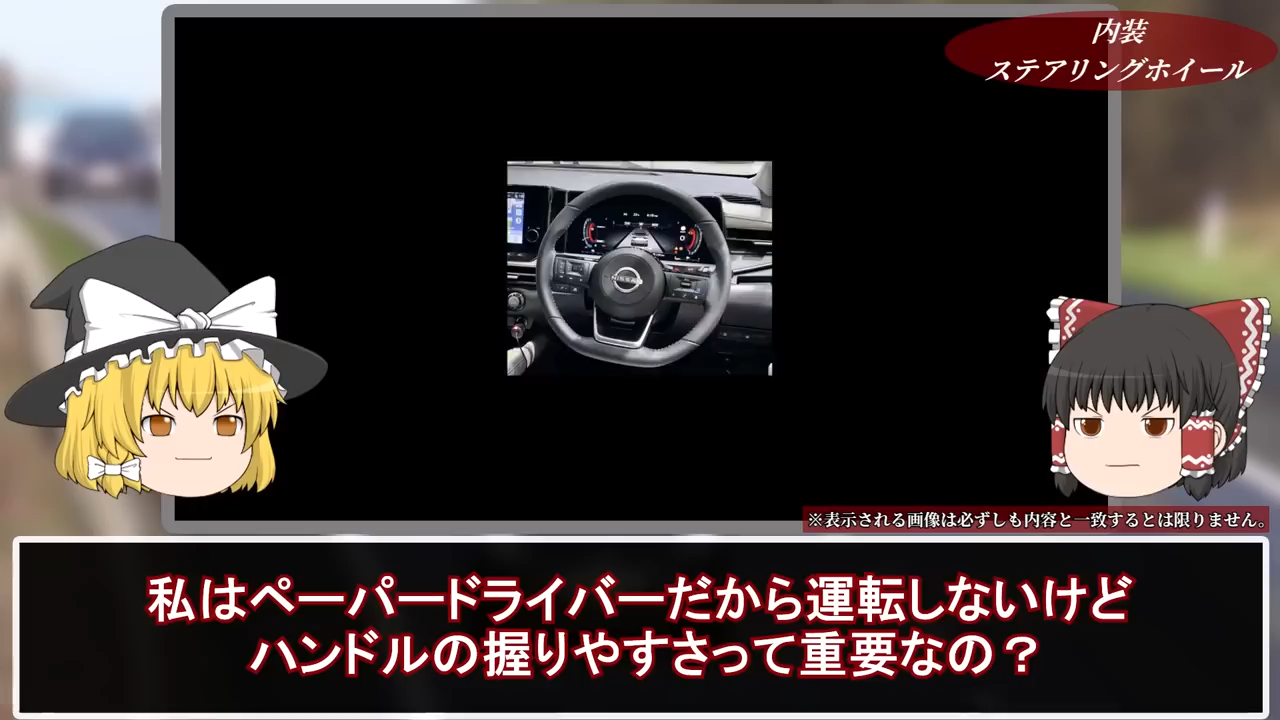 内装
ステアリングホイール
NISSAN
※表示される画像は必ずしも内容と一致するとは限りません。
私はペーパードライバーだから運転しないけど
ハンドルの握りやすさって重要なの？